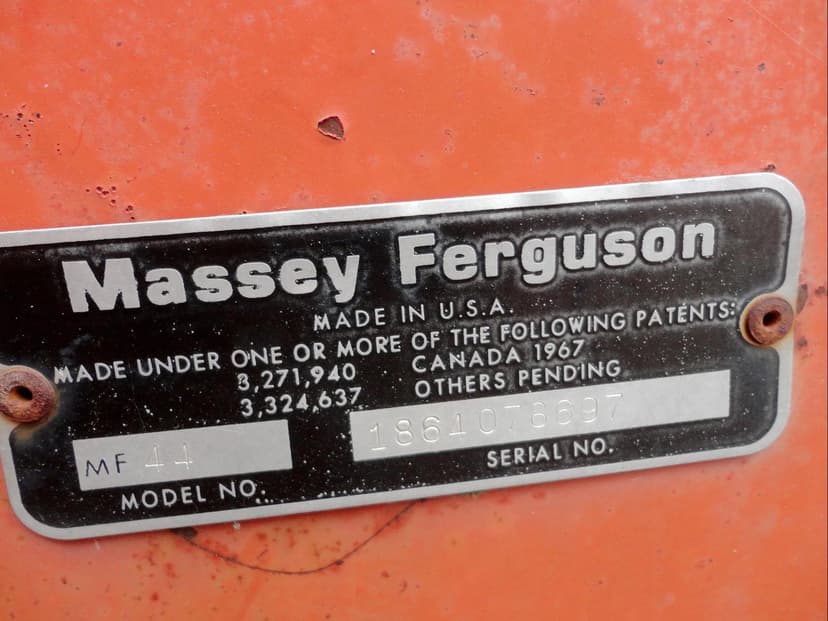 Massey Ferguson
MADE IN U.S.A.
MADE UNDER ONE OR MORE OF THE FOLLOWING PATENTS:
3,271,940 CANADA 1967
3,324,637 OTHERS PENDING
MF 44
MODEL NO. SERIAL NO.